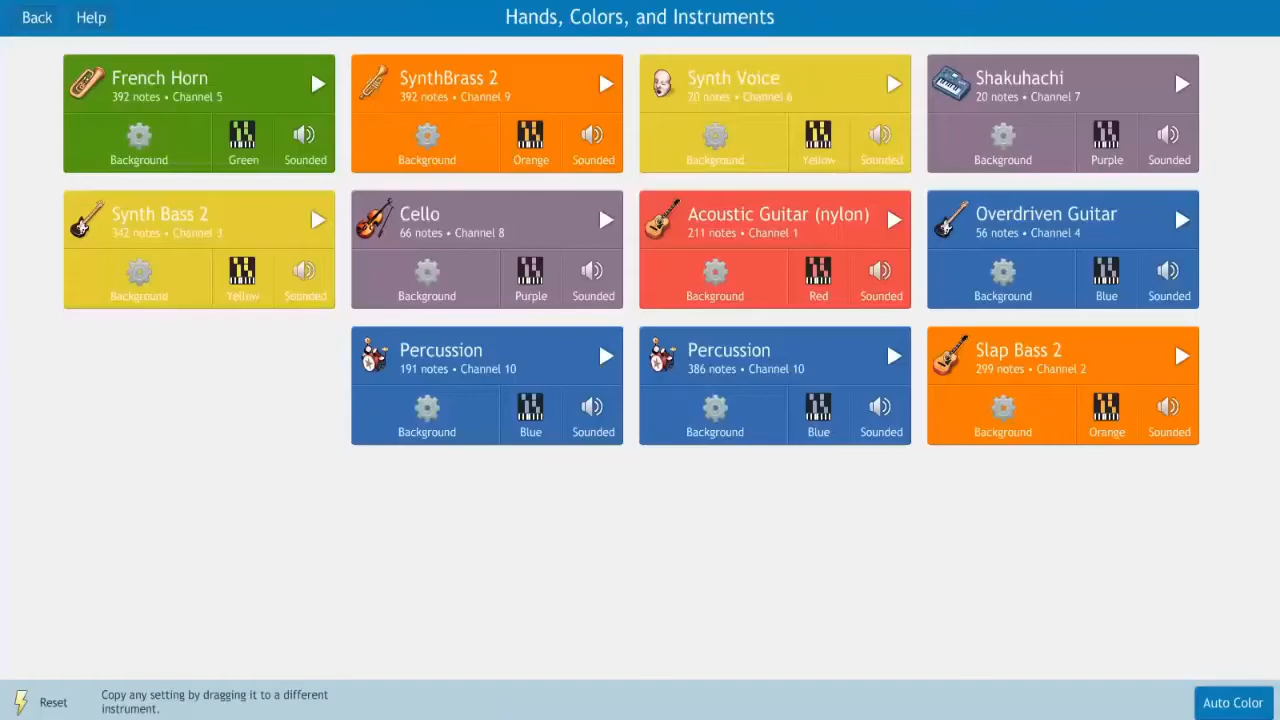 Back Help Hands, Colors, and Instruments
French Horn
392 notes • Channel 5
Background Green Sounded
SynthBrass 2
392 notes • Channel 9
Background Orange Sounded
Synth Voice
20 notes • Channel 6
Background Yellow Sounded
Shakuhachi
20 notes • Channel 7
Background Purple Sounded
Synth Bass 2
342 notes • Channel 3
Background Yellow Sounded
Cello
66 notes • Channel 8
Background Purple Sounded
Acoustic Guitar (nylon)
211 notes • Channel 1
Background Red Sounded
Overdriven Guitar
56 notes • Channel 4
Background Blue Sounded
Percussion
191 notes • Channel 10
Background Blue Sounded
Percussion
386 notes • Channel 10
Background Blue Sounded
Slap Bass 2
299 notes • Channel 2
Background Orange Sounded
Reset
Copy any setting by dragging it to a different
instrument.
Auto Color